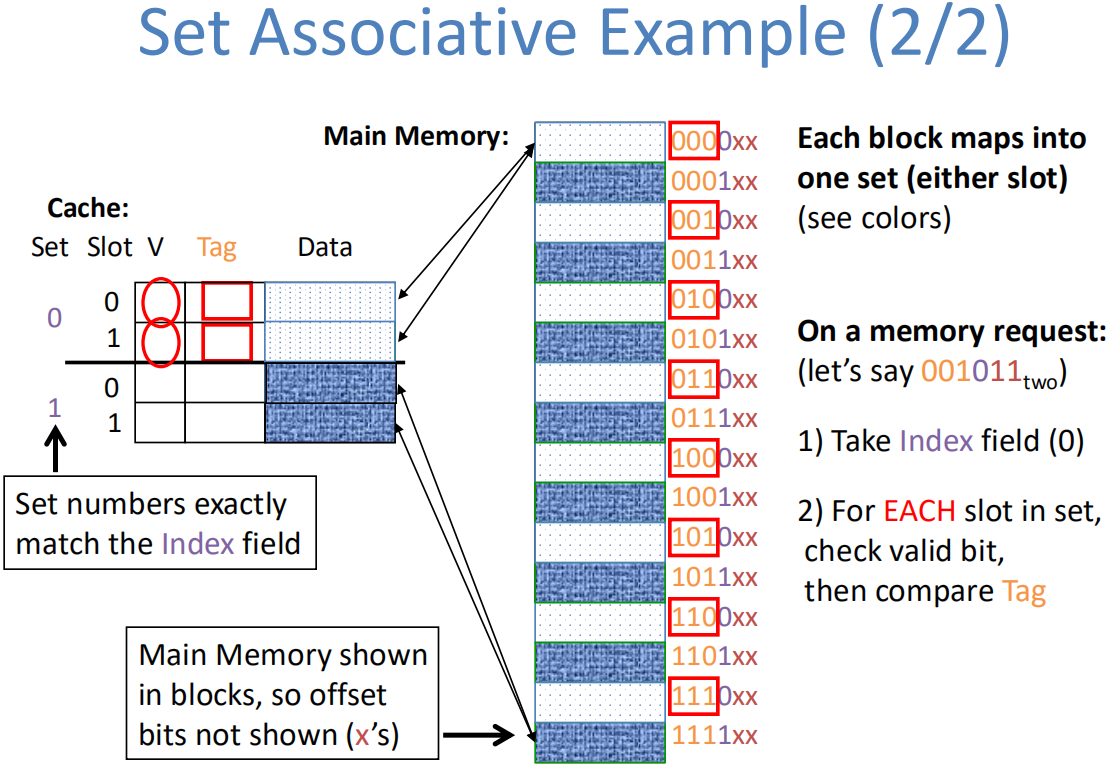 Set Associative Example (2/2)
Main Memory:
Cache:
Set Slot V Tag Data
0
0
1
1
0
1
Set numbers exactly
match the Index field
Main Memory shown
in blocks, so offset
bits not shown (x's)
0000xx
0001xx
0010xx
0011xx
0100xx
0101xx
0110xx
0111xx
1000xx
1001xx
1010xx
1011xx
1100xx
1101xx
1110xx
1111xx
Each block maps into
one set (either slot)
(see colors)
On a memory request:
(let's say 001011two)
1) Take Index field (0)
2) For EACH slot in set,
check valid bit,
then compare Tag